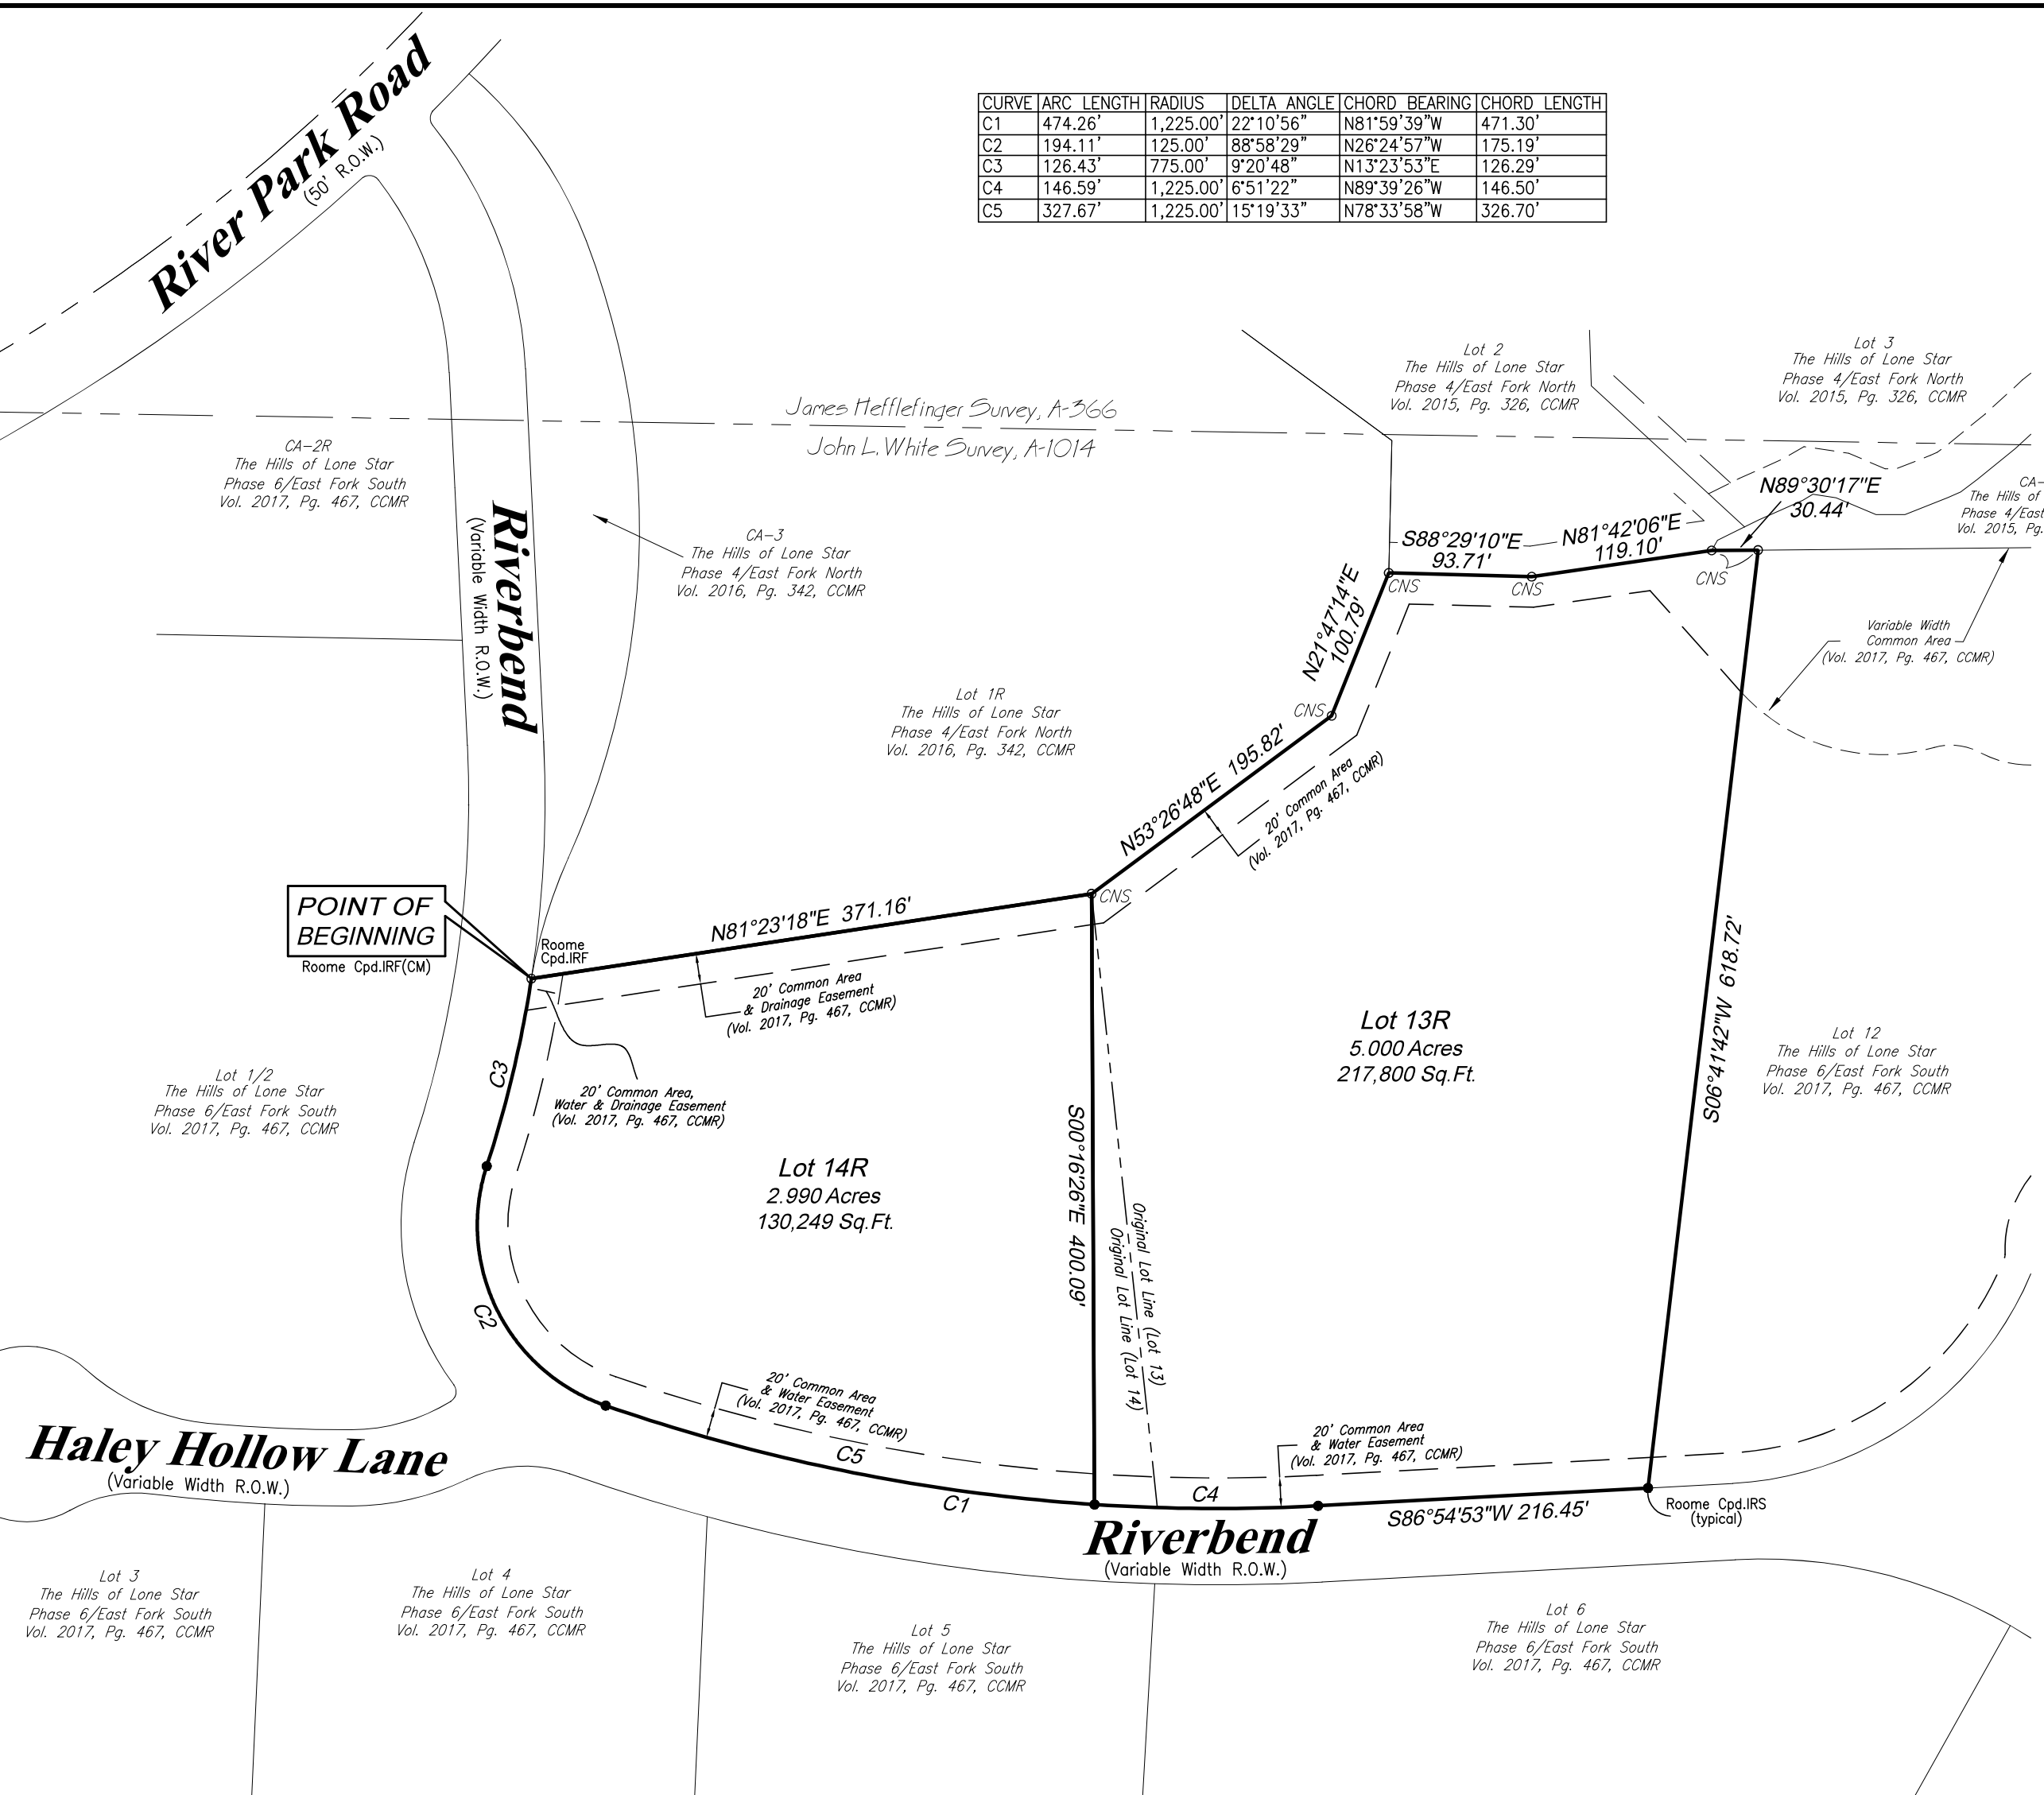 River Park Road
(50' R.O.W.)
CURVE ARC LENGTH RADIUS DELTA ANGLE CHORD BEARING CHORD LENGTH
C1 474.26' 1,225.00' 22°10'56" N81°59'39"W 471.30'
C2 194.11' 125.00' 88°58'29" N26°24'57"W 175.19'
C3 126.43' 775.00' 9°20'48" N13°23'53"E 126.29'
C4 146.59' 1,225.00' 6°51'22" N89°39'26"W 146.50'
C5 327.67' 1,225.00' 15°19'33" N78°33'58"W 326.70'
Lot 2
The Hills of Lone Star
Phase 4/East Fork North
Vol. 2015, Pg. 326, CCMR
Lot 3
The Hills of Lone Star
Phase 4/East Fork North
Vol. 2015, Pg. 326, CCMR
James Hefflefinger Survey, A-366
John L. White Survey, A-1014
CA-2R
The Hills of Lone Star
Phase 6/East Fork South
Vol. 2017, Pg. 467, CCMR
Riverbend
(Variable Width R.O.W.)
CA-3
The Hills of Lone Star
Phase 4/East Fork North
Vol. 2016, Pg. 342, CCMR
N89°30'17"E
30.44'
CA-
The Hills of
Phase 4/East
Vol. 2015, Pg.
S88°29'10"E
93.71'
N81°42'06"E
119.10'
CNS
CNS
CNS
N21°47'14"E
100.79'
CNS
Variable Width
Common Area
(Vol. 2017, Pg. 467, CCMR)
Lot 1R
The Hills of Lone Star
Phase 4/East Fork North
Vol. 2016, Pg. 342, CCMR
N53°26'48"E 195.82'
20' Common Area
(Vol. 2017, Pg. 467, CCMR)
CNS
POINT OF
BEGINNING
Roome Cpd.IRF(CM)
Roome
Cpd.IRF
N81°23'18"E 371.16'
20' Common Area
& Drainage Easement
(Vol. 2017, Pg. 467, CCMR)
S06°41'42"W 618.72'
Lot 13R
5.000 Acres
217,800 Sq.Ft.
Lot 12
The Hills of Lone Star
Phase 6/East Fork South
Vol. 2017, Pg. 467, CCMR
Lot 1/2
The Hills of Lone Star
Phase 6/East Fork South
Vol. 2017, Pg. 467, CCMR
C3
20' Common Area,
Water & Drainage Easement
(Vol. 2017, Pg. 467, CCMR)
Lot 14R
2.990 Acres
130,249 Sq.Ft.
S00°16'26"E 400.09'
Original Lot Line (Lot 13)
Original Lot Line (Lot 14)
C2
20' Common Area
& Water Easement
(Vol. 2017, Pg. 467, CCMR)
C5
20' Common Area
& Water Easement
(Vol. 2017, Pg. 467, CCMR)
Haley Hollow Lane
(Variable Width R.O.W.)
C1
C4
S86°54'53"W 216.45'
Roome Cpd.IRS
(typical)
Riverbend
(Variable Width R.O.W.)
Lot 3
The Hills of Lone Star
Phase 6/East Fork South
Vol. 2017, Pg. 467, CCMR
Lot 4
The Hills of Lone Star
Phase 6/East Fork South
Vol. 2017, Pg. 467, CCMR
Lot 5
The Hills of Lone Star
Phase 6/East Fork South
Vol. 2017, Pg. 467, CCMR
Lot 6
The Hills of Lone Star
Phase 6/East Fork South
Vol. 2017, Pg. 467, CCMR